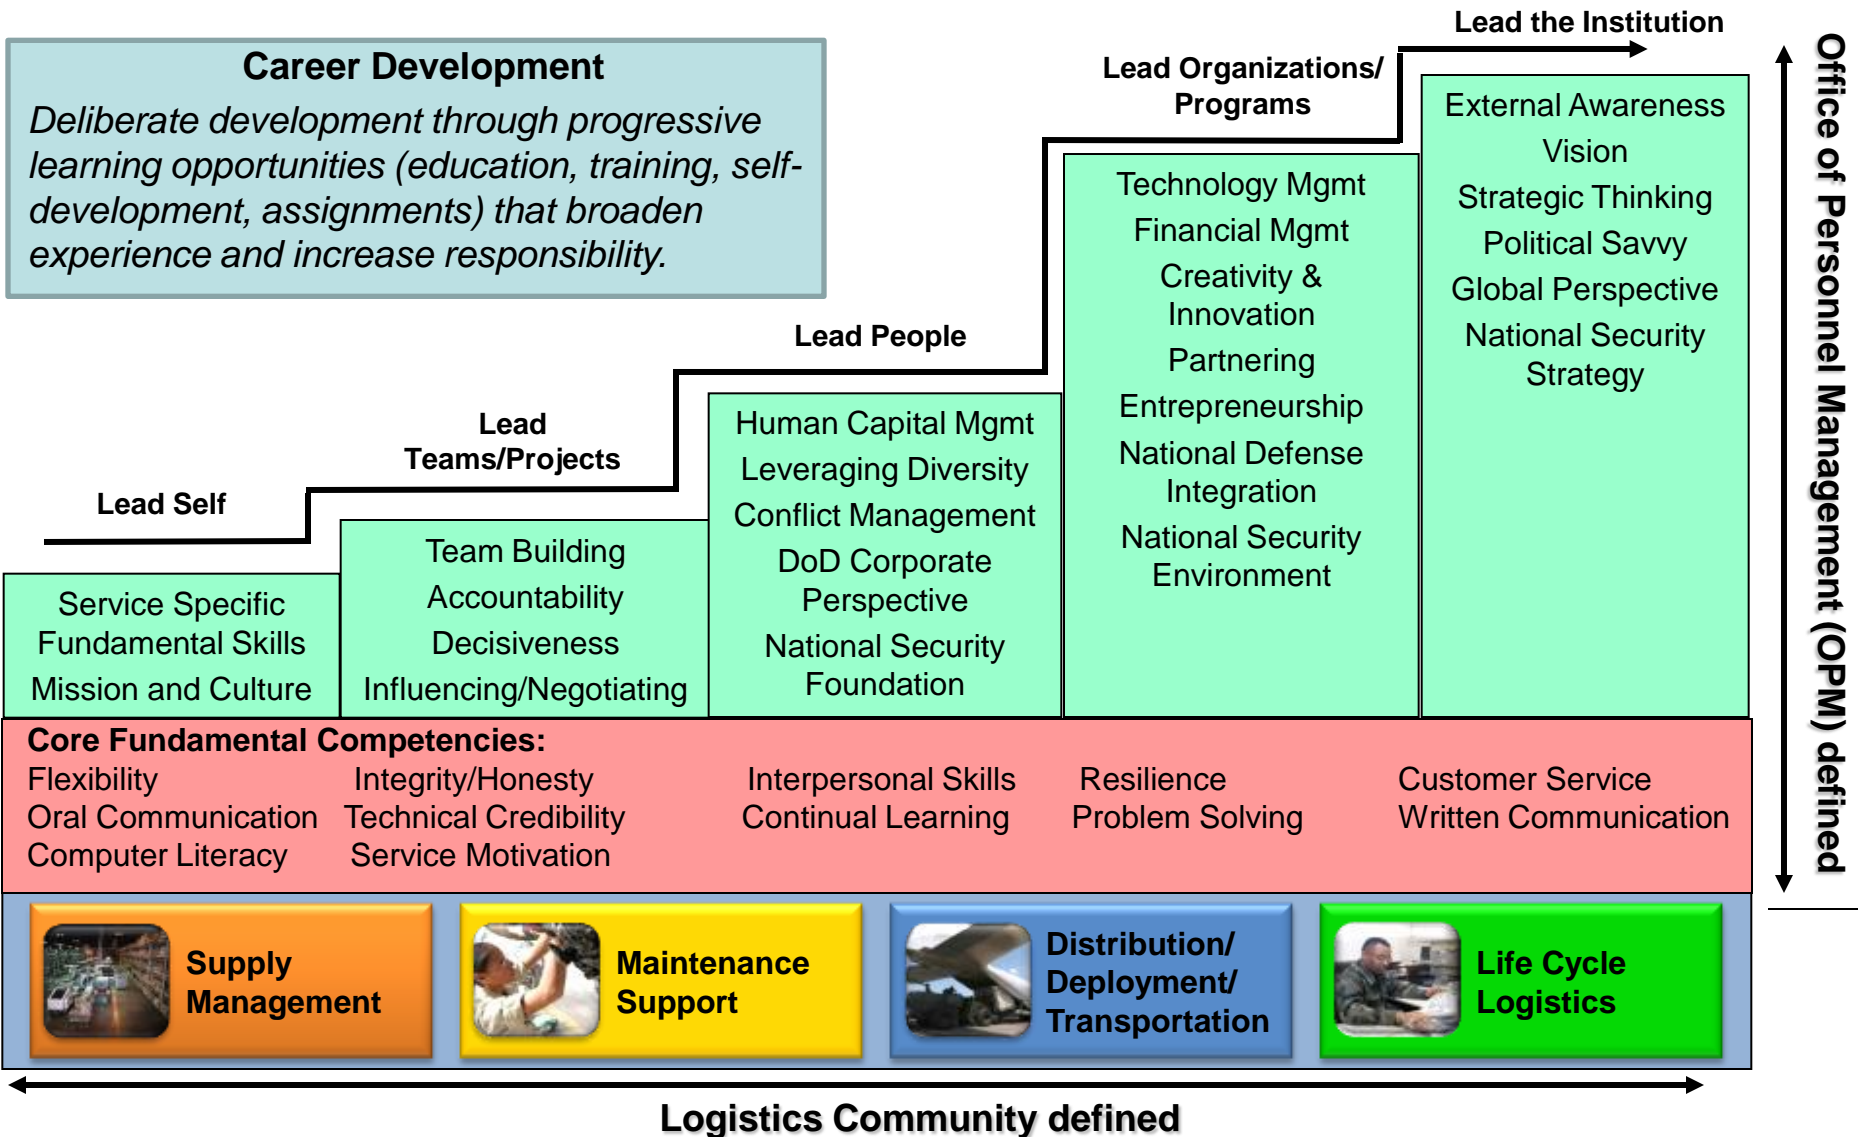 Career Development
Deliberate development through progressive
learning opportunities (education, training, self-
development, assignments) that broaden
experience and increase responsibility.
Lead Self
Lead
Teams/Projects
Lead People
Lead Organizations/
Programs
Lead the Institution
Service Specific
Fundamental Skills
Mission and Culture
Team Building
Accountability
Decisiveness
Influencing/Negotiating
Human Capital Mgmt
Leveraging Diversity
Conflict Management
DoD Corporate
Perspective
National Security
Foundation
Technology Mgmt
Financial Mgmt
Creativity &
Innovation
Partnering
Entrepreneurship
National Defense
Integration
National Security
Environment
External Awareness
Vision
Strategic Thinking
Political Savvy
Global Perspective
National Security
Strategy
Office of Personnel Management (OPM) defined
Core Fundamental Competencies:
Flexibility Integrity/Honesty Interpersonal Skills Resilience Customer Service
Oral Communication Technical Credibility Continual Learning Problem Solving Written Communication
Computer Literacy Service Motivation
Supply
Management
Maintenance
Support
Distribution/
Deployment/
Transportation
Life Cycle
Logistics
Logistics Community defined